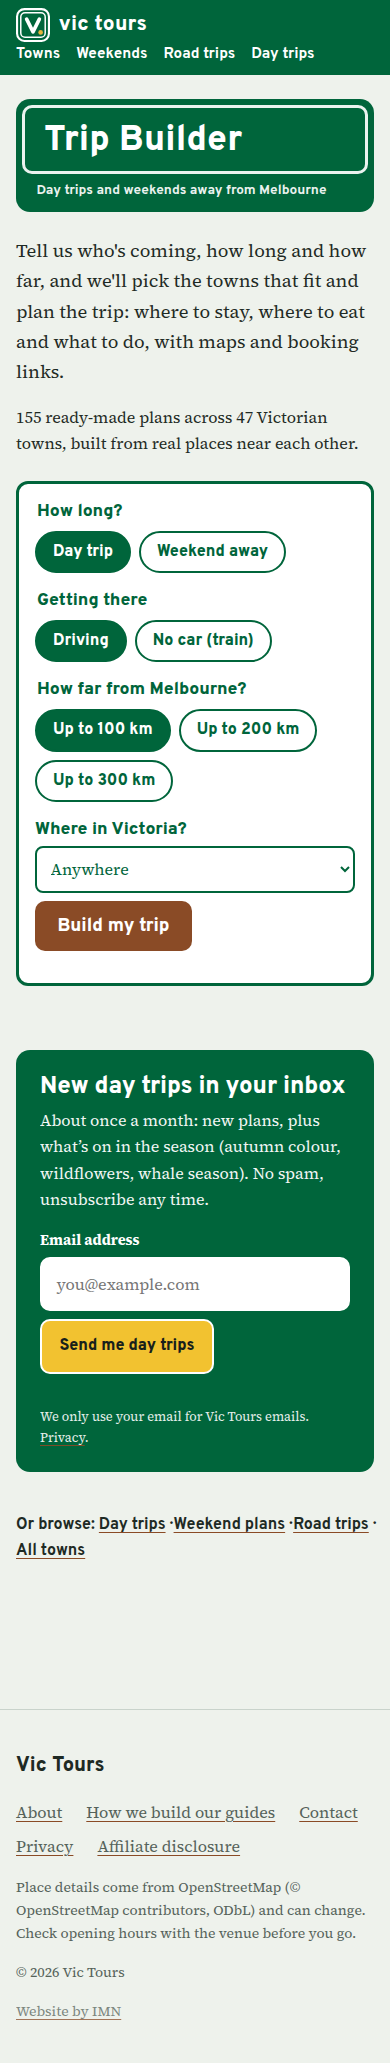 V vic tours
Towns Weekends Road trips Day trips
Trip Builder
Day trips and weekends away from Melbourne
Tell us who's coming, how long and how
far, and we'll pick the towns that fit and
plan the trip: where to stay, where to eat
and what to do, with maps and booking
links.
155 ready-made plans across 47 Victorian
towns, built from real places near each other.
How long?
Day trip Weekend away
Getting there
Driving No car (train)
How far from Melbourne?
Up to 100 km Up to 200 km
Up to 300 km
Where in Victoria?
Anywhere
Build my trip
New day trips in your inbox
About once a month: new plans, plus
what’s on in the season (autumn colour,
wildflowers, whale season). No spam,
unsubscribe any time.
Email address
you@example.com
Send me day trips
We only use your email for Vic Tours emails.
Privacy.
Or browse: Day trips ·Weekend plans ·Road trips ·
All towns
Vic Tours
About How we build our guides Contact
Privacy Affiliate disclosure
Place details come from OpenStreetMap (©
OpenStreetMap contributors, ODbL) and can change.
Check opening hours with the venue before you go.
© 2026 Vic Tours
Website by IMN